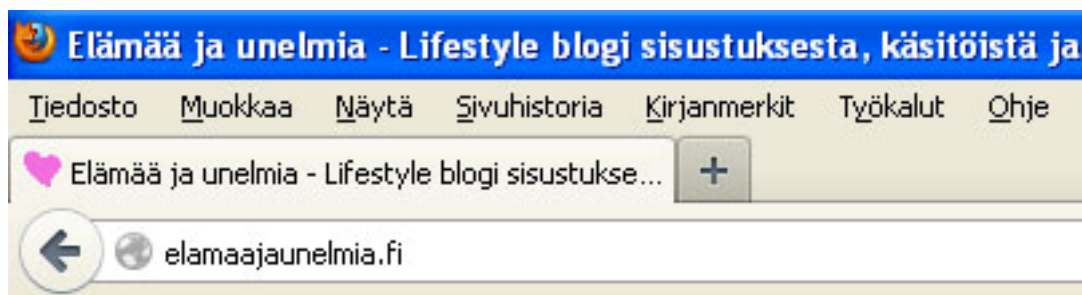 Elämää ja unelmia - Lifestyle blogi sisustuksesta, käsitöistä ja
Tiedosto Muokkaa Näytä Sivuhistoria Kirjanmerkit Työkalut Ohje
Elämää ja unelmia - Lifestyle blogi sisustukse... +
elamaajaunelmia.fi